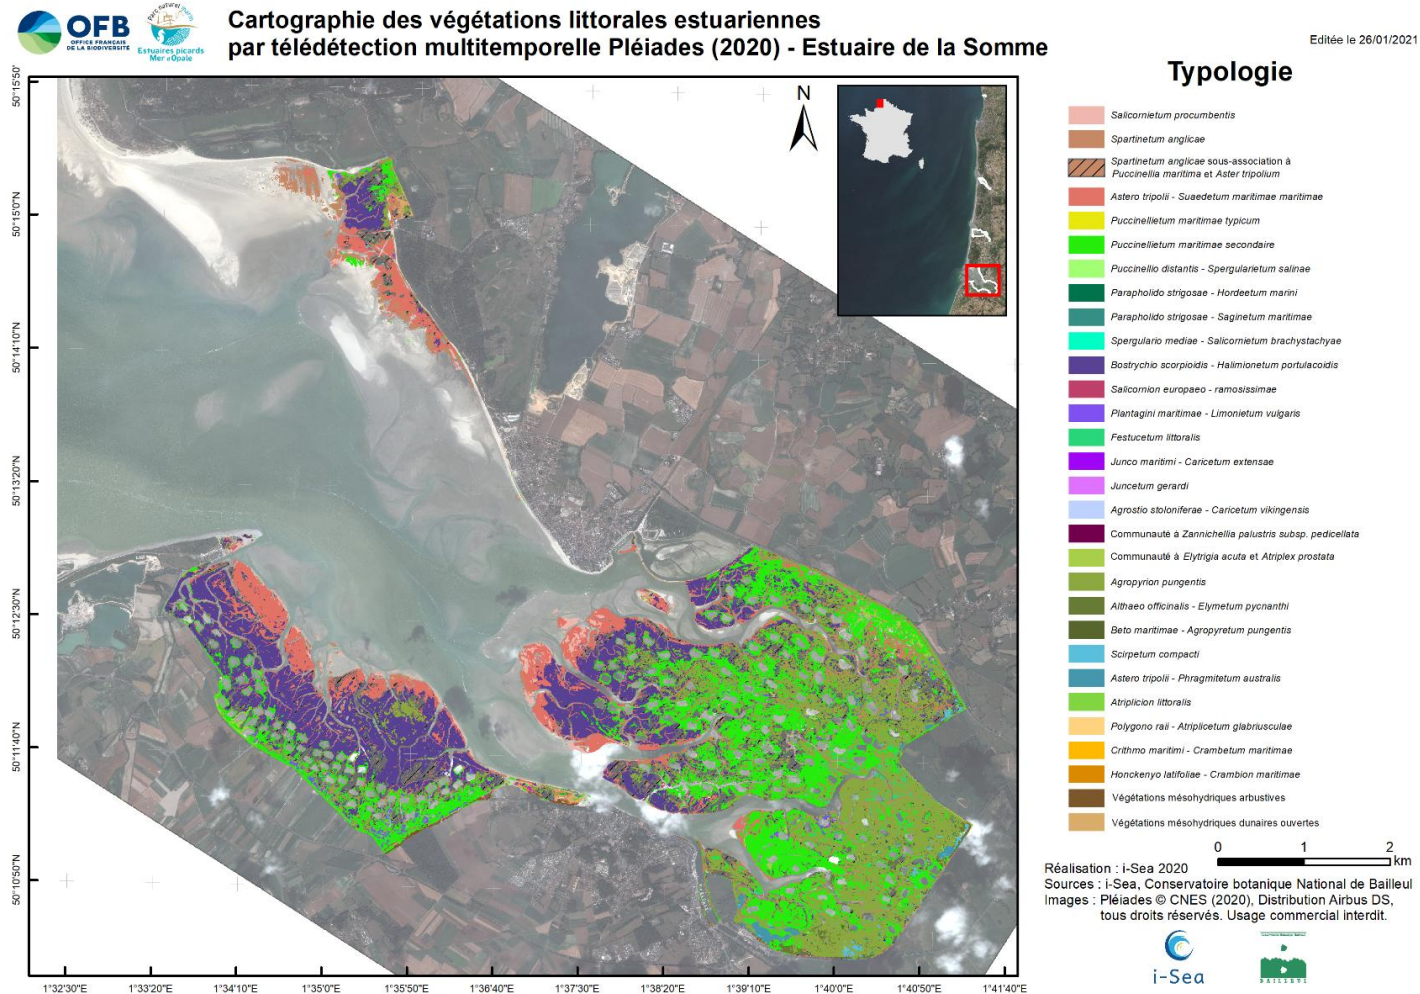 OFB
OFFICE FRANÇAIS
DE LA BIODIVERSITÉ
Parc naturel marin
Estuaires picards
Mer d'Opale
Cartographie des végétations littorales estuariennes
par télédétection multitemporelle Pléiades (2020) - Estuaire de la Somme
Editée le 26/01/2021
Typologie
Salicornietum procumbentis
Spartinetum anglicae
Spartinetum anglicae sous-association à
Puccinellia maritima et Aster tripolium
Astero tripolii - Suaedetum maritimae maritimae
Puccinellietum maritimae typicum
Puccinellietum maritimae secondaire
Puccinellio distantis - Spergularietum salinae
Parapholido strigosae - Hordeetum marini
Parapholido strigosae - Saginetum maritimae
Spergulario mediae - Salicornietum brachystachyae
Bostrychio scorpioidis - Halimionetum portulacoidis
Salicornion europaeo - ramosissimae
Plantagini maritimae - Limonietum vulgaris
Festucetum littoralis
Junco maritimi - Caricetum extensae
Juncetum gerardi
Agrostio stoloniferae - Caricetum vikingensis
Communauté à Zannichellia palustris subsp. pedicellata
Communauté à Elytrigia acuta et Atriplex prostata
Agropyrion pungentis
Althaeo officinalis - Elymetum pycnanthi
Beto maritimae - Agropyretum pungentis
Scirpetum compacti
Astero tripolii - Phragmitetum australis
Atriplicion littoralis
Polygono raii - Atriplicetum glabriusculae
Crithmo maritimi - Crambetum maritimae
Honckenyo latifoliae - Crambion maritimae
Végétations mésohydriques arbustives
Végétations mésohydriques dunaires ouvertes
N
50°15'50"
50°15'0"N
50°14'10"N
50°13'20"N
50°12'30"N
50°11'40"N
50°10'50"N
1°32'30"E
1°33'20"E
1°34'10"E
1°35'0"E
1°35'50"E
1°36'40"E
1°37'30"E
1°38'20"E
1°39'10"E
1°40'0"E
1°40'50"E
1°41'40"E
0 1 2
km
Réalisation : i-Sea 2020
Sources : i-Sea, Conservatoire botanique National de Bailleul
Images : Pléiades © CNES (2020), Distribution Airbus DS,
tous droits réservés. Usage commercial interdit.
i-Sea
BAILLEUL